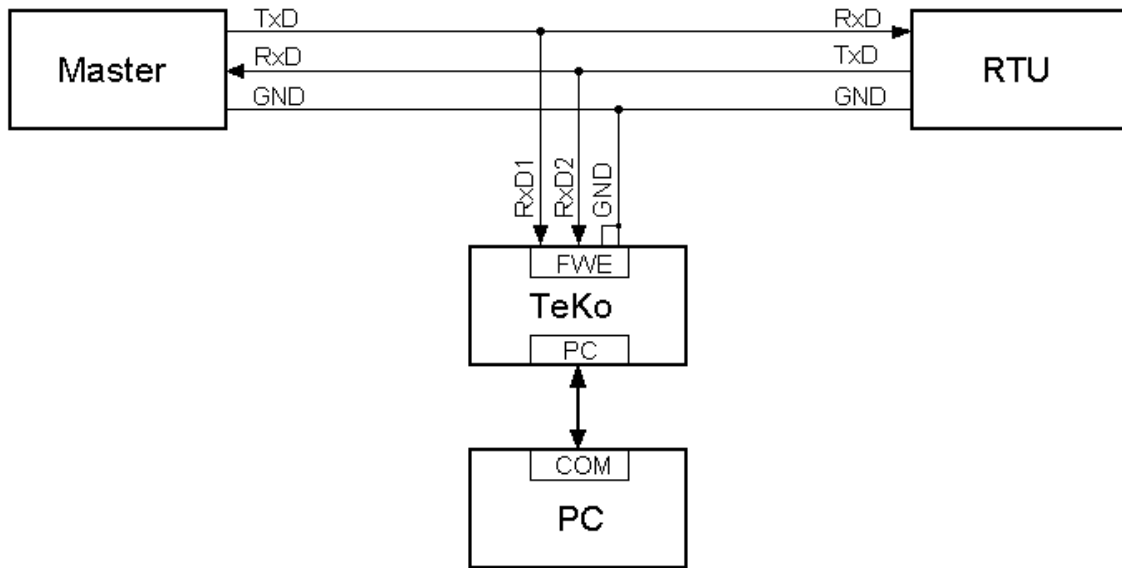 TxD
RxD
Master
RxD
TxD
RTU
GND
GND
RxD1
RxD2
GND
FWE
TeKo
PC
COM
PC